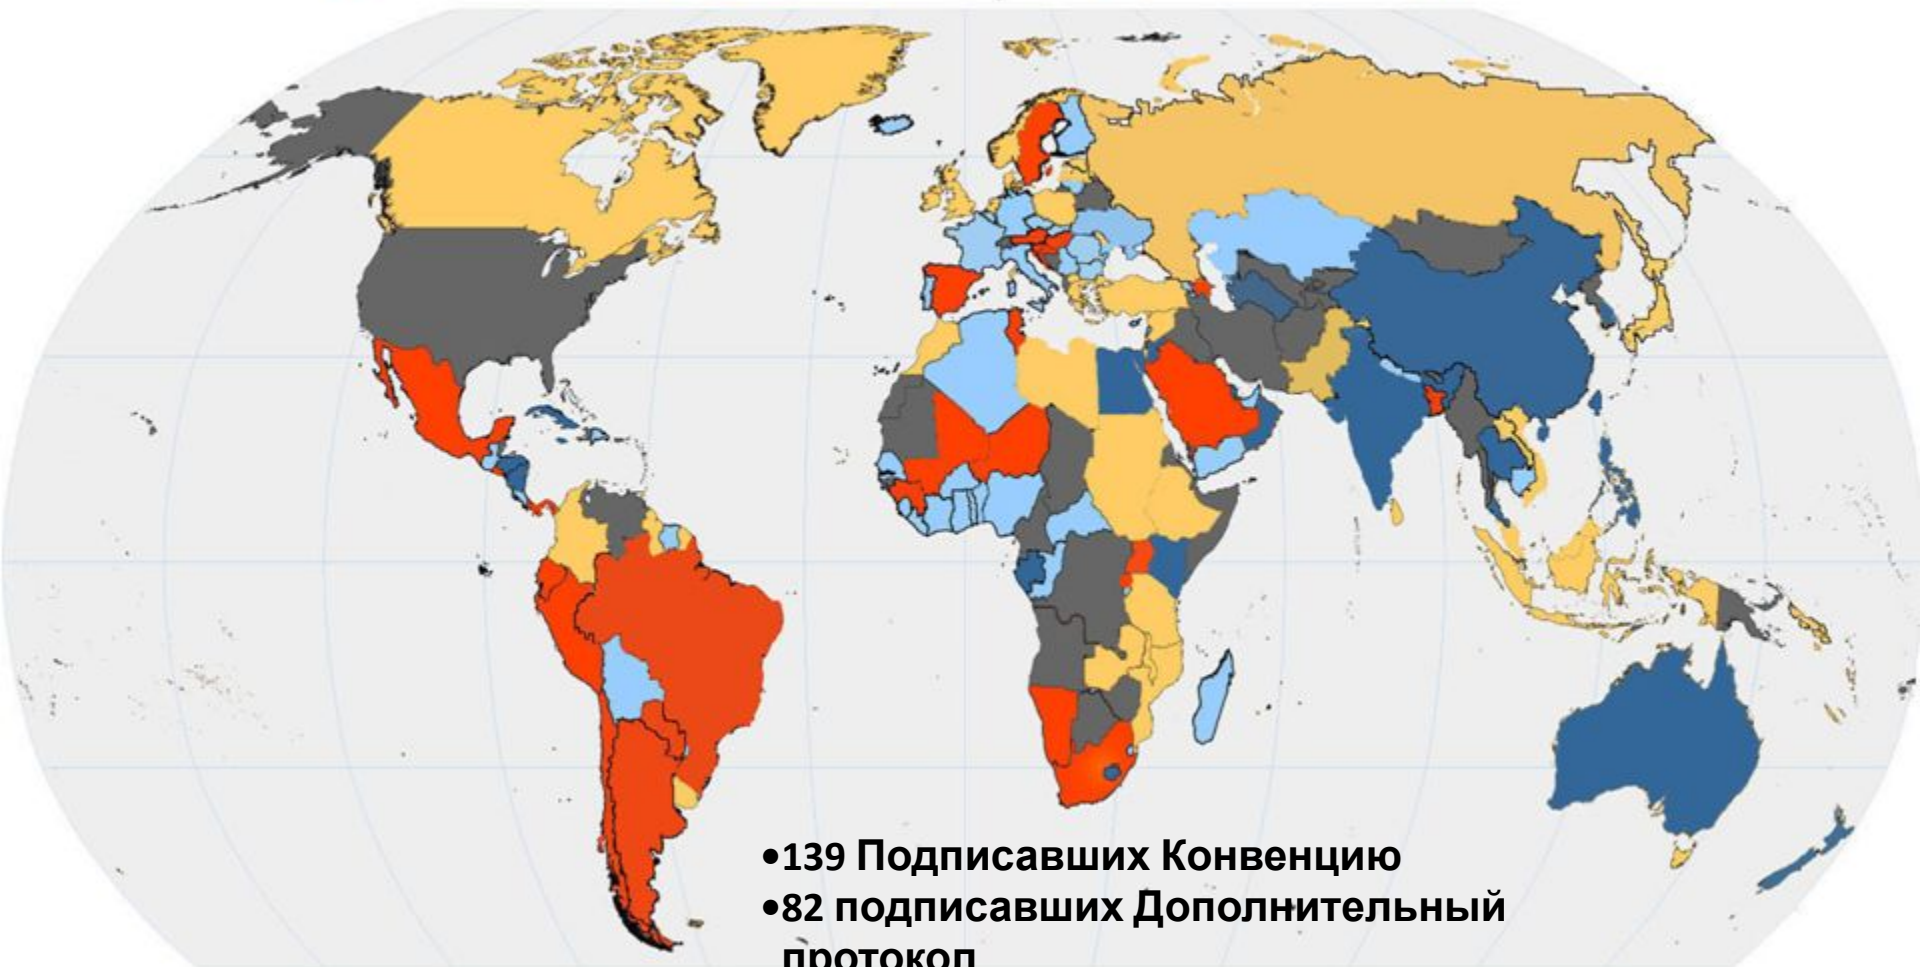 •139 Подписавших Конвенцию
•82 подписавших Дополнительный
протокол